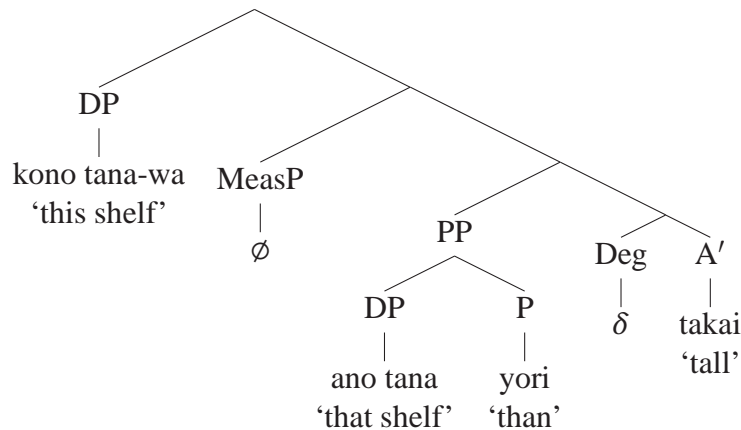 DP
kono tana-wa
‘this shelf’
MeasP
∅
PP
DP
ano tana
‘that shelf’
P
yori
‘than’
Deg
δ
A′
takai
‘tall’